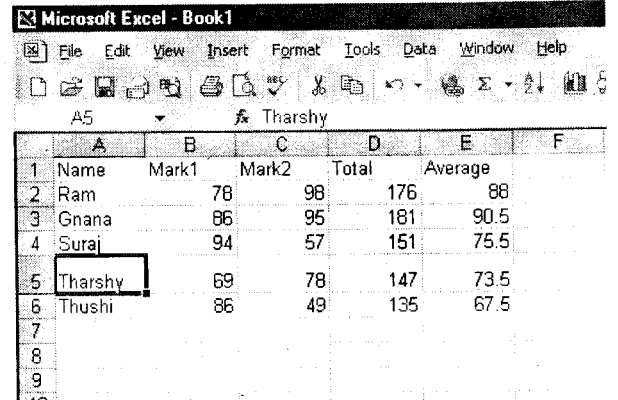 Microsoft Excel - Book1
File Edit View Insert Format Tools Data Window Help
A5 fx Tharshy
A B C D E F
1 Name Mark1 Mark2 Total Average
2 Ram 78 98 176 88
3 Gnana 86 95 181 90.5
4 Suraj 94 57 151 75.5
5 Tharshy 69 78 147 73.5
6 Thushi 86 49 135 67.5
7
8
9